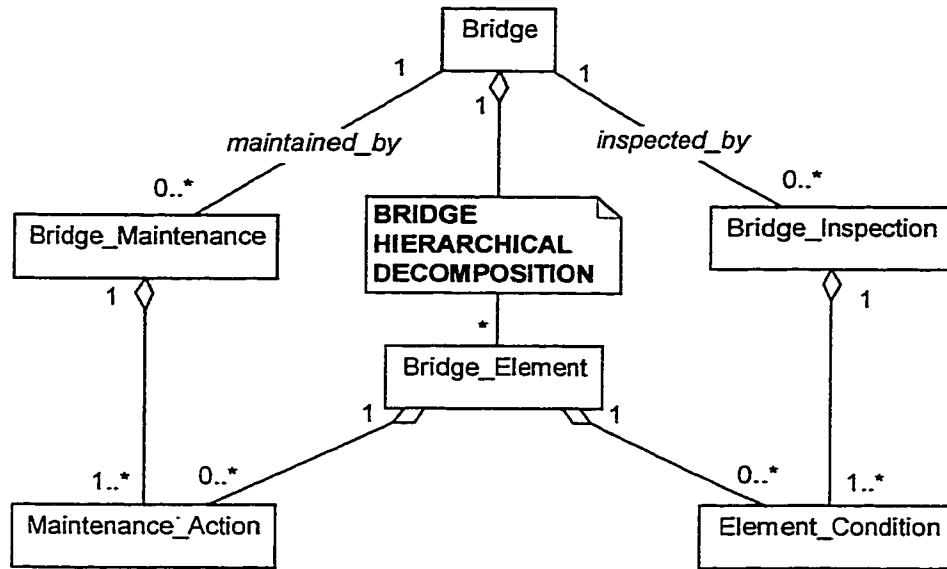 Bridge
1
1
1
maintained_by
inspected_by
0..*
0..*
Bridge_Maintenance
BRIDGE
HIERARCHICAL
DECOMPOSITION
Bridge_Inspection
1
1
*
Bridge_Element
1
1
1..*
0..*
0..*
1..*
Maintenance_Action
Element_Condition